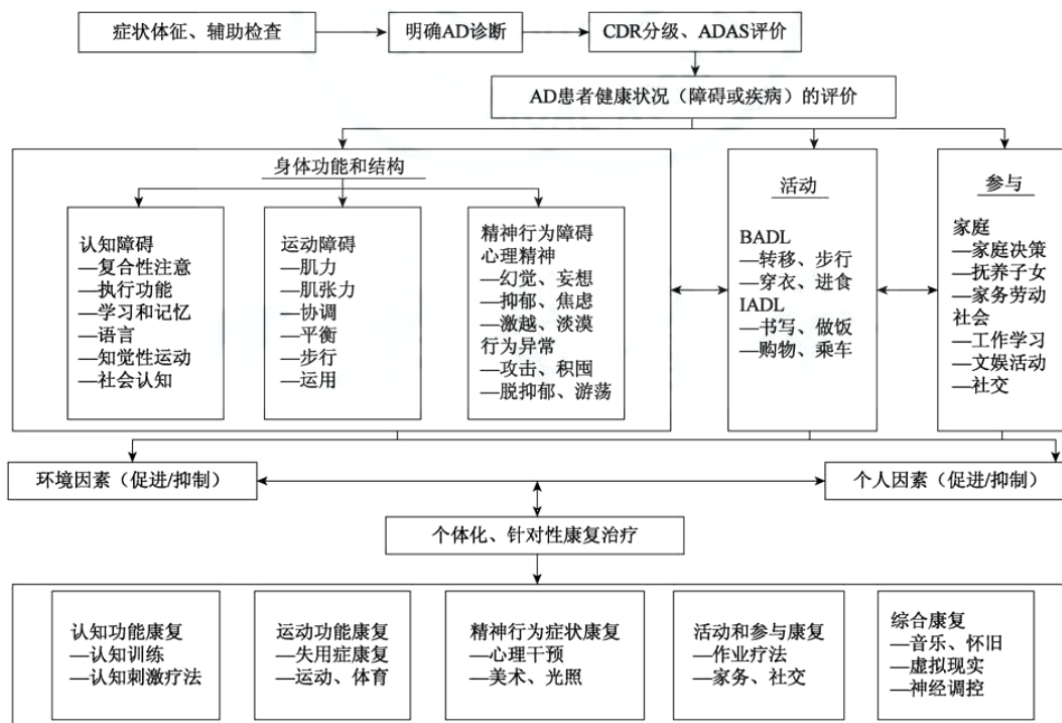 症状体征、辅助检查
明确AD诊断
CDR分级、ADAS评价
AD患者健康状况（障碍或疾病）的评价
身体功能和结构
认知障碍
—复合性注意
—执行功能
—学习和记忆
—语言
—知觉性运动
—社会认知
运动障碍
—肌力
—肌张力
—协调
—平衡
—步行
—运用
精神行为障碍
心理精神
—幻觉、妄想
—抑郁、焦虑
—激越、淡漠
行为异常
—攻击、积囤
—脱抑郁、游荡
活动
BADL
—转移、步行
—穿衣、进食
IADL
—书写、做饭
—购物、乘车
参与
家庭
—家庭决策
—抚养子女
—家务劳动
社会
—工作学习
—文娱活动
—社交
环境因素（促进/抑制）
个人因素（促进/抑制）
个体化、针对性康复治疗
认知功能康复
—认知训练
—认知刺激疗法
运动功能康复
—失用症康复
—运动、体育
精神行为症状康复
—心理干预
—美术、光照
活动和参与康复
—作业疗法
—家务、社交
综合康复
—音乐、怀旧
—虚拟现实
—神经调控